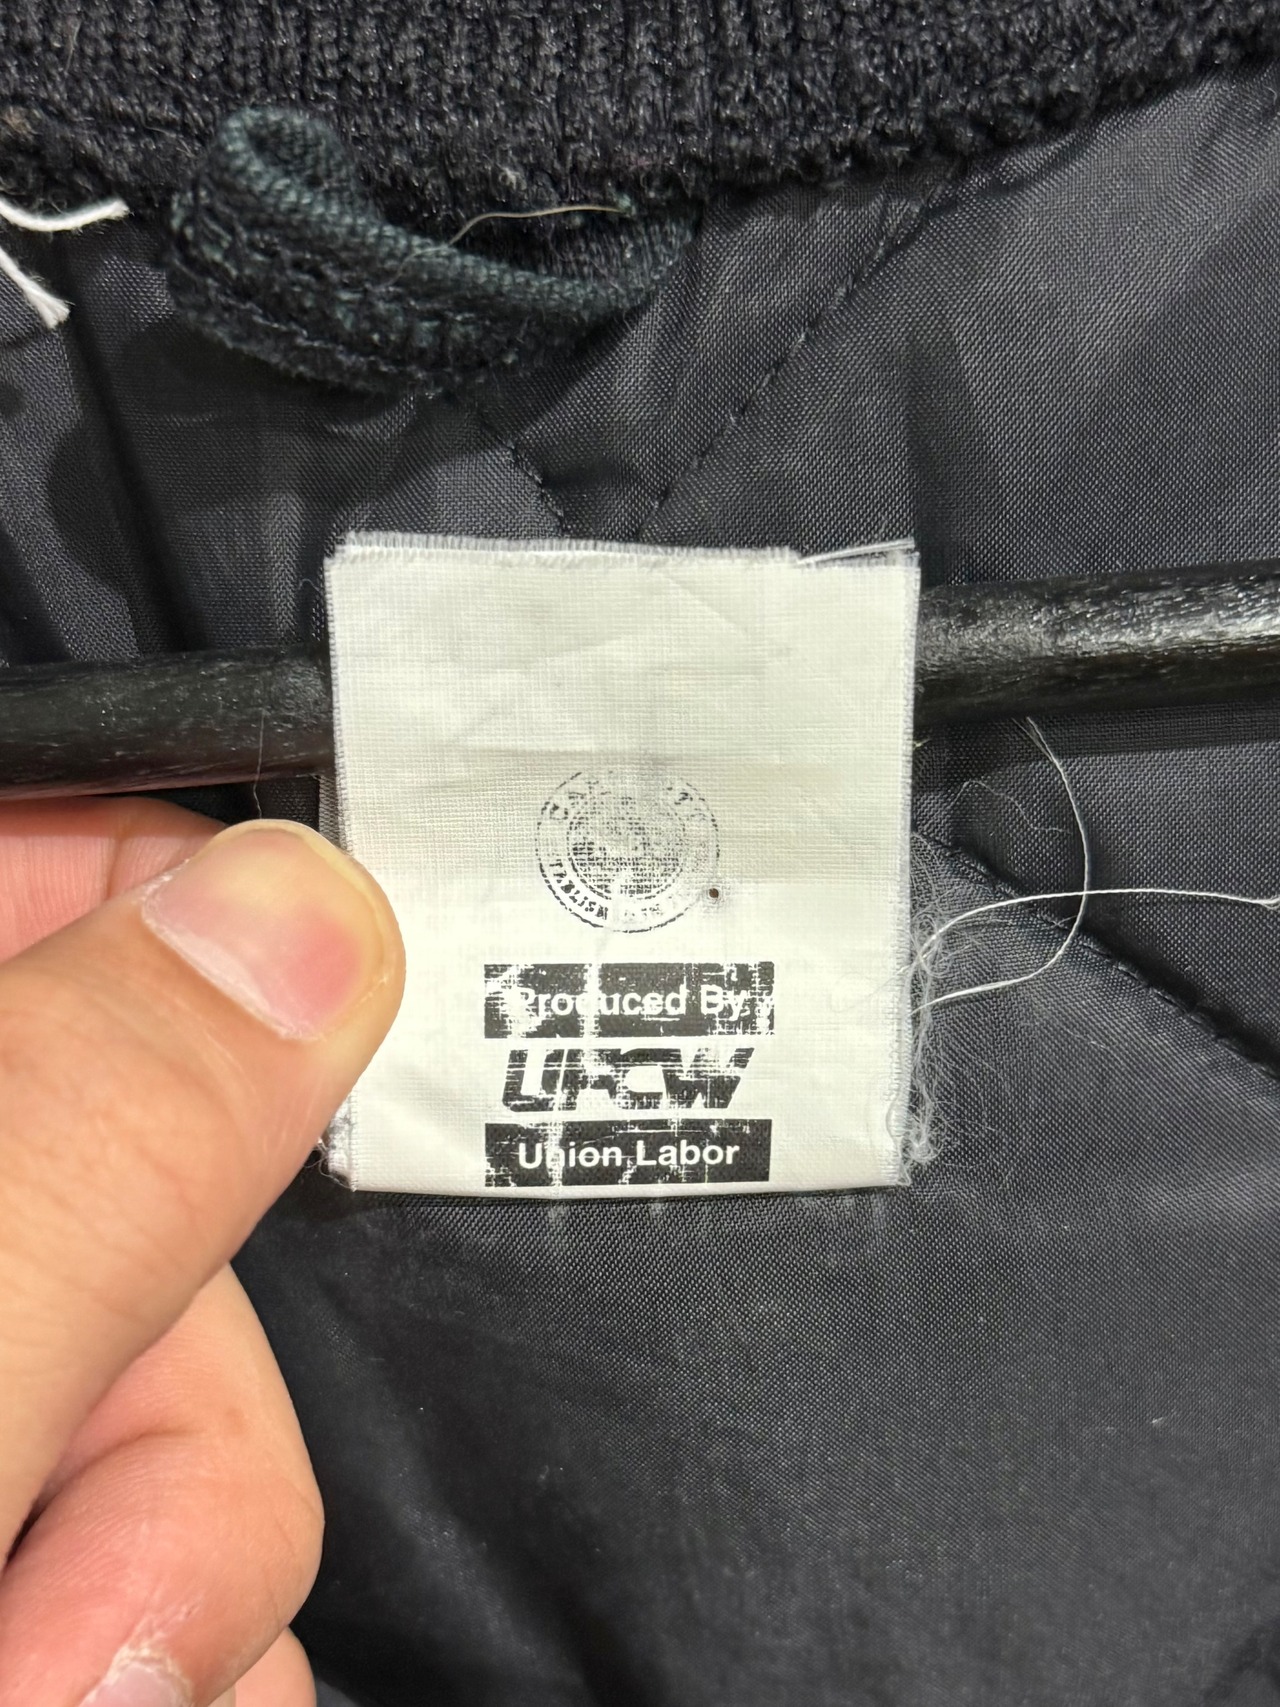 Produced By
UFCW
Union Labor